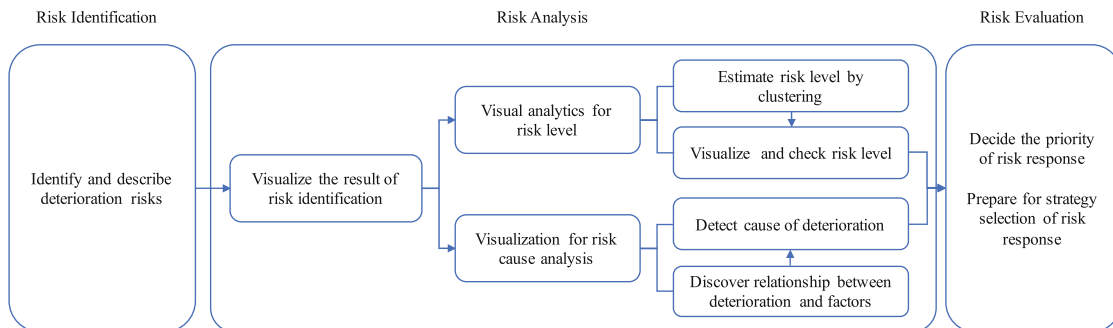 Risk Identification
Risk Analysis
Risk Evaluation
Identify and describe
deterioration risks
Visualize the result of
risk identification
Visual analytics for
risk level
Visualization for risk
cause analysis
Estimate risk level by
clustering
Visualize and check risk level
Detect cause of deterioration
Discover relationship between
deterioration and factors
Decide the priority
of risk response
Prepare for strategy
selection of risk
response